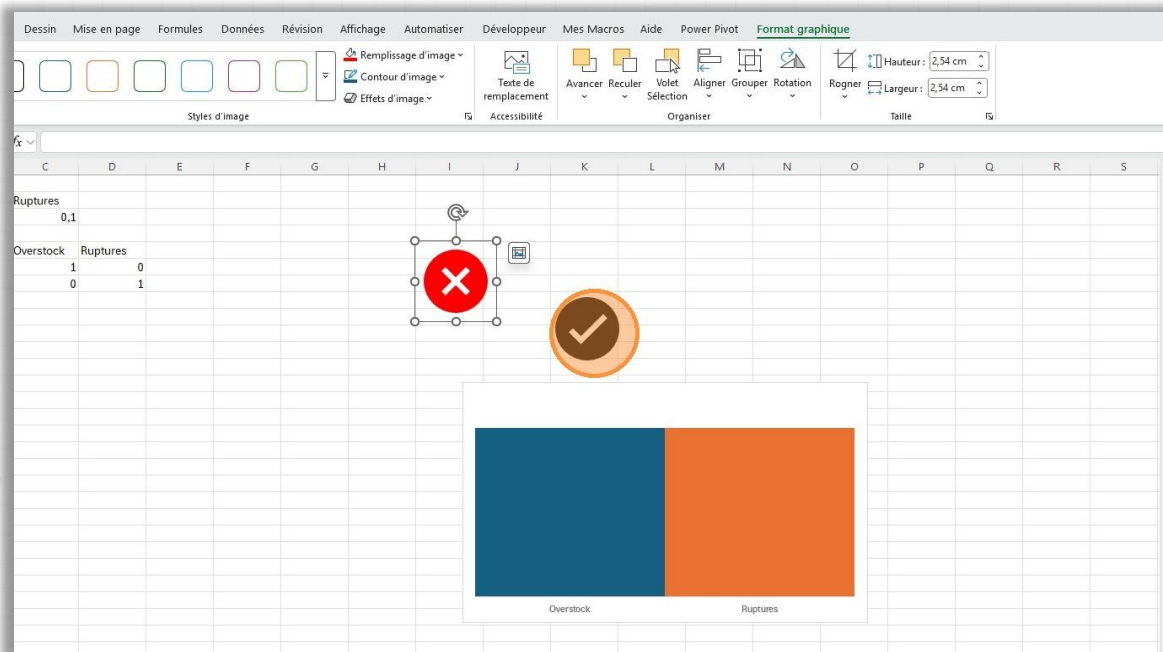 Dessin Mise en page Formules Données Révision Affichage Automatiser Développeur Mes Macros Aide Power Pivot Format graphique
Remplissage d'image
Contour d'image
Effets d'image
Texte de
remplacement
Avancer Reculer Volet
Sélection
Aligner Grouper Rotation
Rogner
Hauteur : 2,54 cm
Largeur : 2,54 cm
Styles d'image Accessibilité Organiser Taille
fx
C D E F G H I J K L M N O P Q R S
Ruptures
0,1
Overstock Ruptures
1 0
0 1
Overstock Ruptures